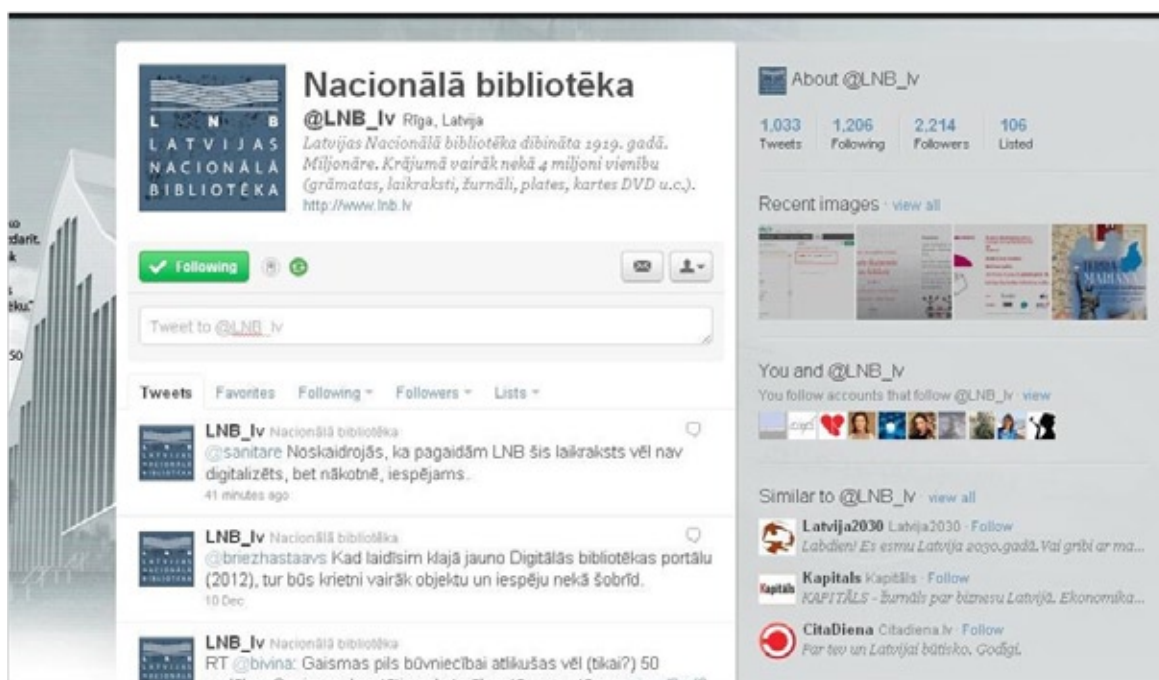 ko
zdarīt.
k
s
ēku."
50
L N B
LATVIJAS
NACIONĀLĀ
BIBLIOTĒKA
Nacionālā bibliotēka
@LNB_lv Rīga, Latvija
Latvijas Nacionālā bibliotēka dibināta 1919. gadā.
Miljonāre. Krājumā vairāk nekā 4 miljoni vienību
(grāmatas, laikraksti, žurnāli, plates, kartes DVD u.c.).
http://www.lnb.lv
Following
Tweet to @LNB_lv
Tweets Favorites Following Followers Lists
LNB_lv Nacionālā bibliotēka
@sanitare Noskaidrojās, ka pagaidām LNB šis laikraksts vēl nav
digitalizēts, bet nākotnē, iespējams.
41 minutes ago
LNB_lv Nacionālā bibliotēka
@briezhastaavs Kad laidīsim klajā jauno Digitālās bibliotēkas portālu
(2012), tur būs krietni vairāk objektu un iespēju nekā šobrīd.
10 Dec
LNB_lv Nacionālā bibliotēka
RT @bivina: Gaismas pils būvniecībai atlikušas vēl (tikai?) 50
About @LNB_lv
1,033 1,206 2,214 106
Tweets Following Followers Listed
Recent images · view all
TERRA
MARIANA
You and @LNB_lv
You follow accounts that follow @LNB_lv · view
Similar to @LNB_lv · view all
Latvija2030 Latvija2030 · Follow
Labdien! Es esmu Latvija 2030.gadā. Vai gribi ar ma...
Kapitāls
Kapitals Kapitāls · Follow
KAPITĀLS - žurnāls par biznesu Latvijā. Ekonomika...
CitaDiena Citadiena.lv · Follow
Par tev un Latvijai būtisko. Godīgi.